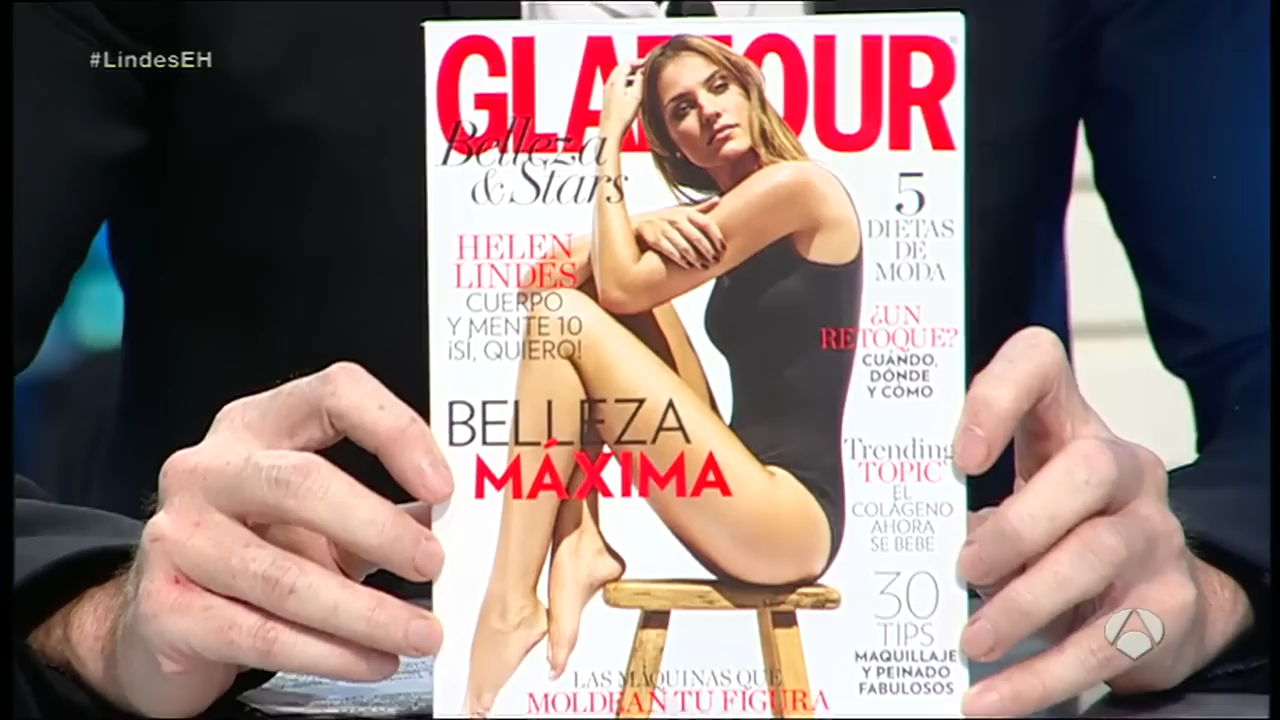 #LindesEH
GLAMOUR
Belleza
& Stars
HELEN
LINDES
CUERPO
Y MENTE 10
¡SÍ, QUIERO!
BELLEZA
MÁXIMA
5
DIETAS
DE
MODA
¿UN
RETOQUE?
CUÁNDO,
DÓNDE
Y CÓMO
Trending
TOPIC
EL
COLÁGENO
AHORA
SE BEBE
30
TIPS
MAQUILLAJE
Y PEINADO
FABULOSOS
LAS MÁQUINAS QUE
MOLDEAN TU FIGURA